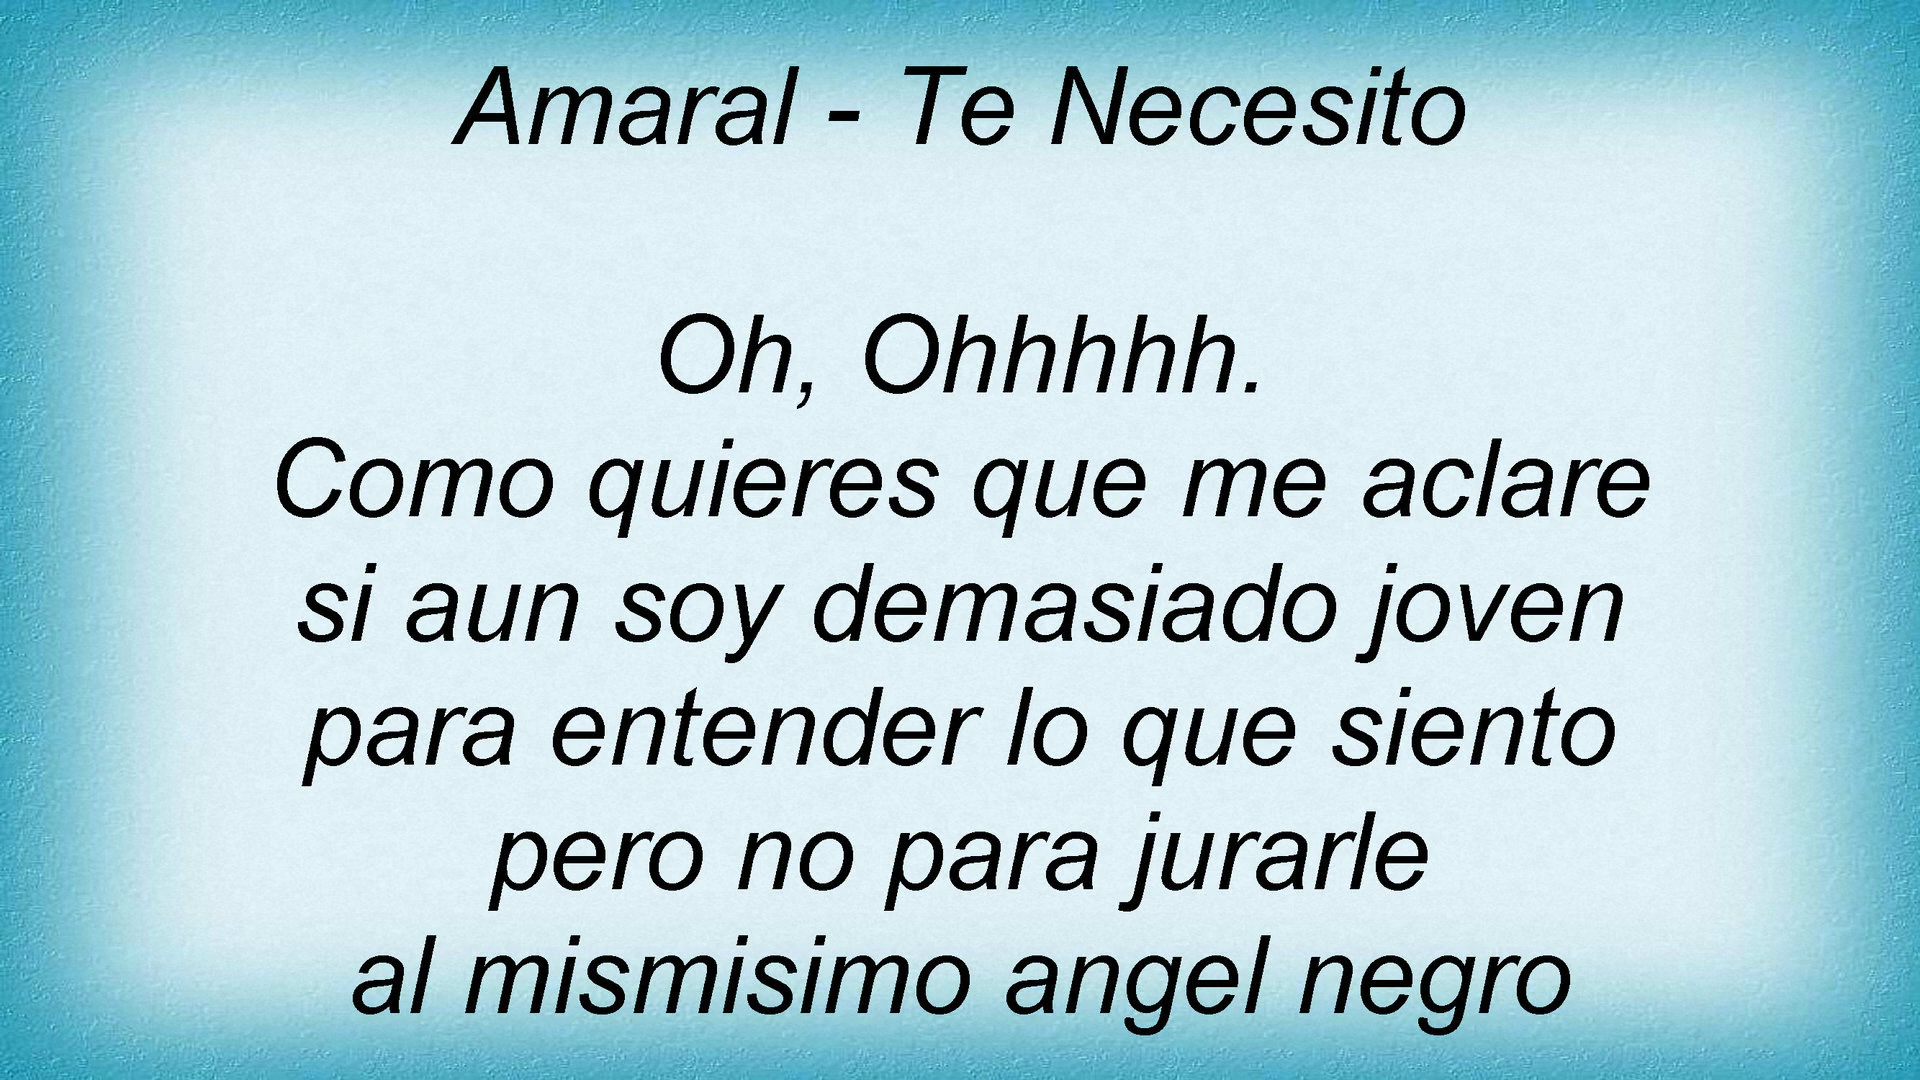 Amaral - Te Necesito
Oh, Ohhhhh.
Como quieres que me aclare
si aun soy demasiado joven
para entender lo que siento
pero no para jurarle
al mismisimo angel negro